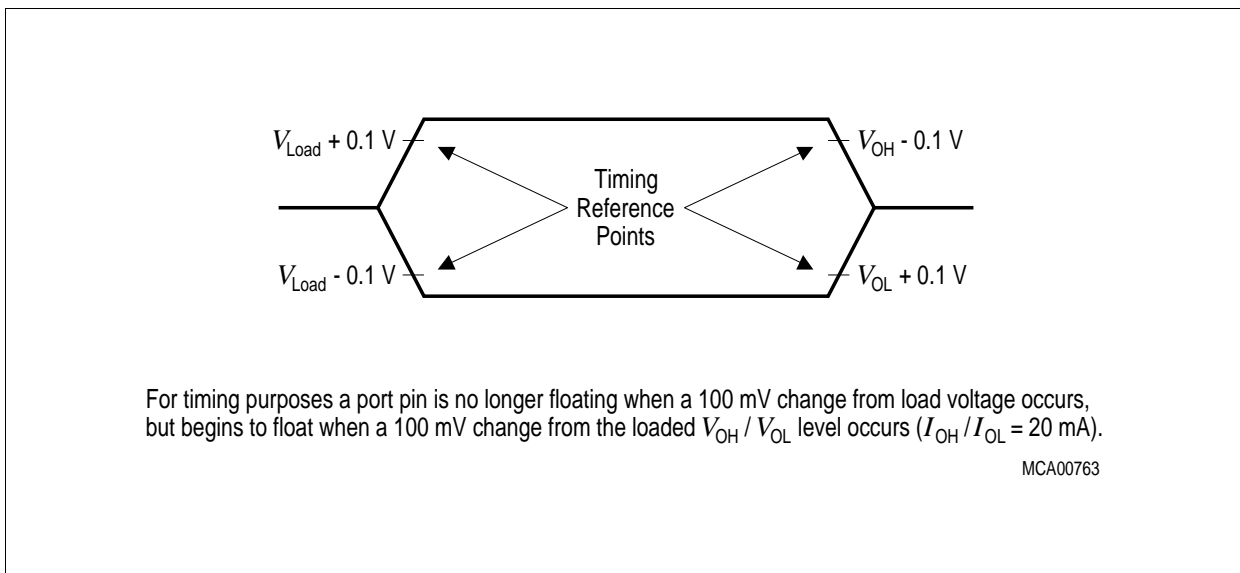 V_Load + 0.1 V
V_OH - 0.1 V
Timing
Reference
Points
V_Load - 0.1 V
V_OL + 0.1 V
For timing purposes a port pin is no longer floating when a 100 mV change from load voltage occurs,
but begins to float when a 100 mV change from the loaded V_OH / V_OL level occurs (I_OH / I_OL = 20 mA).
MCA00763